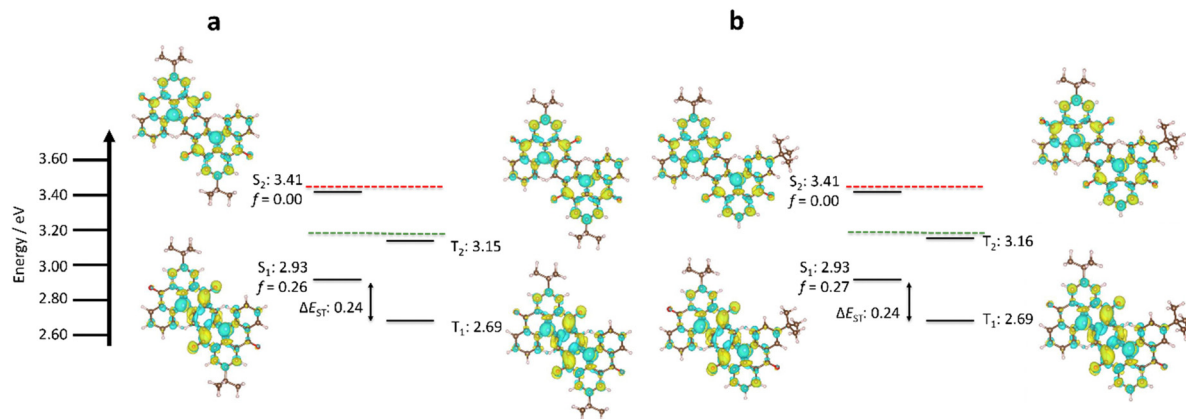 a
b
Energy / eV
3.60
3.40
3.20
3.00
2.80
2.60
S₂: 3.41
f = 0.00
T₂: 3.15
S₁: 2.93
f = 0.26
ΔE_ST: 0.24
T₁: 2.69
S₂: 3.41
f = 0.00
T₂: 3.16
S₁: 2.93
f = 0.27
ΔE_ST: 0.24
T₁: 2.69